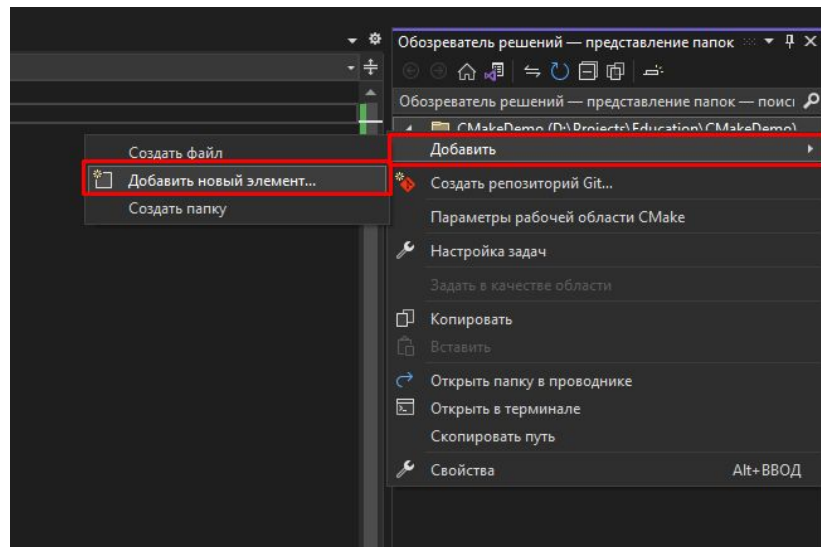 Обозреватель решений — представление папок
Обозреватель решений — представление папок — поис
CMakeDemo (D:\Projects\Education\CMakeDemo)
Добавить
Создать файл
Добавить новый элемент...
Создать папку
Создать репозиторий Git...
Параметры рабочей области CMake
Настройка задач
Задать в качестве области
Копировать
Вставить
Открыть папку в проводнике
Открыть в терминале
Скопировать путь
Свойства Alt+ВВОД